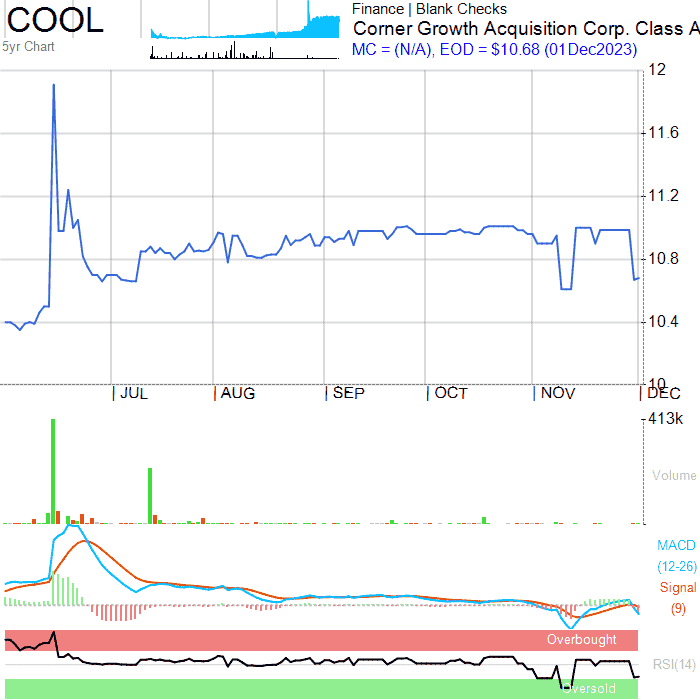 COOL
5yr Chart
Finance | Blank Checks
Corner Growth Acquisition Corp. Class A
MC = (N/A), EOD = $10.68 (01Dec2023)
12
11.6
11.2
10.8
10.4
10
JUL AUG SEP OCT NOV DEC
413k
Volume
MACD
(12-26)
Signal
(9)
Overbought
RSI(14)
Oversold